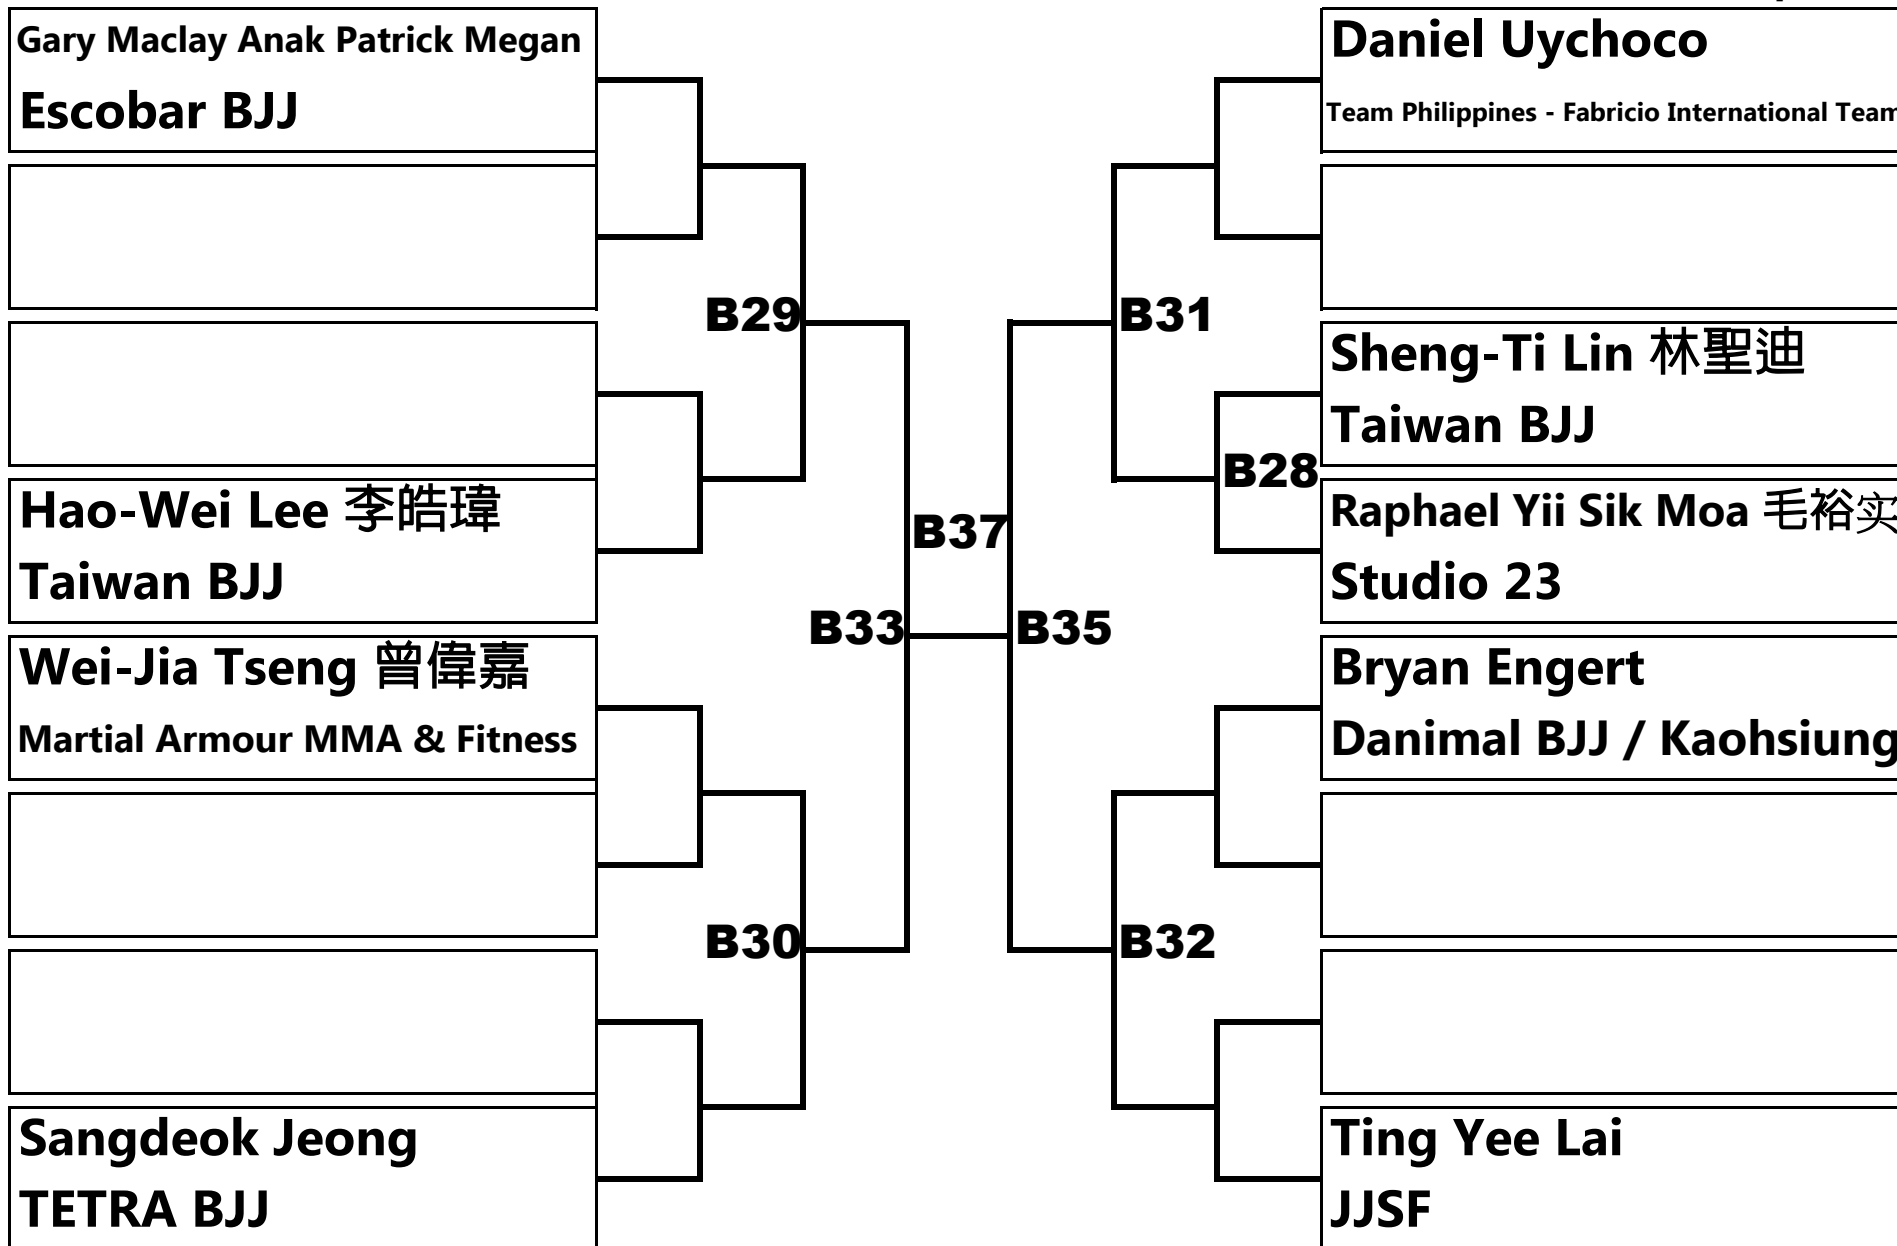 Gary Maclay Anak Patrick Megan
Escobar BJJ
Hao-Wei Lee 李皓瑋
Taiwan BJJ
Wei-Jia Tseng 曾偉嘉
Martial Armour MMA & Fitness
Sangdeok Jeong
TETRA BJJ
B29
B30
B33
B37
B35
B31
B28
B32
Daniel Uychoco
Team Philippines - Fabricio International Team
Sheng-Ti Lin 林聖迪
Taiwan BJJ
Raphael Yii Sik Moa 毛裕实
Studio 23
Bryan Engert
Danimal BJJ / Kaohsiung
Ting Yee Lai
JJSF